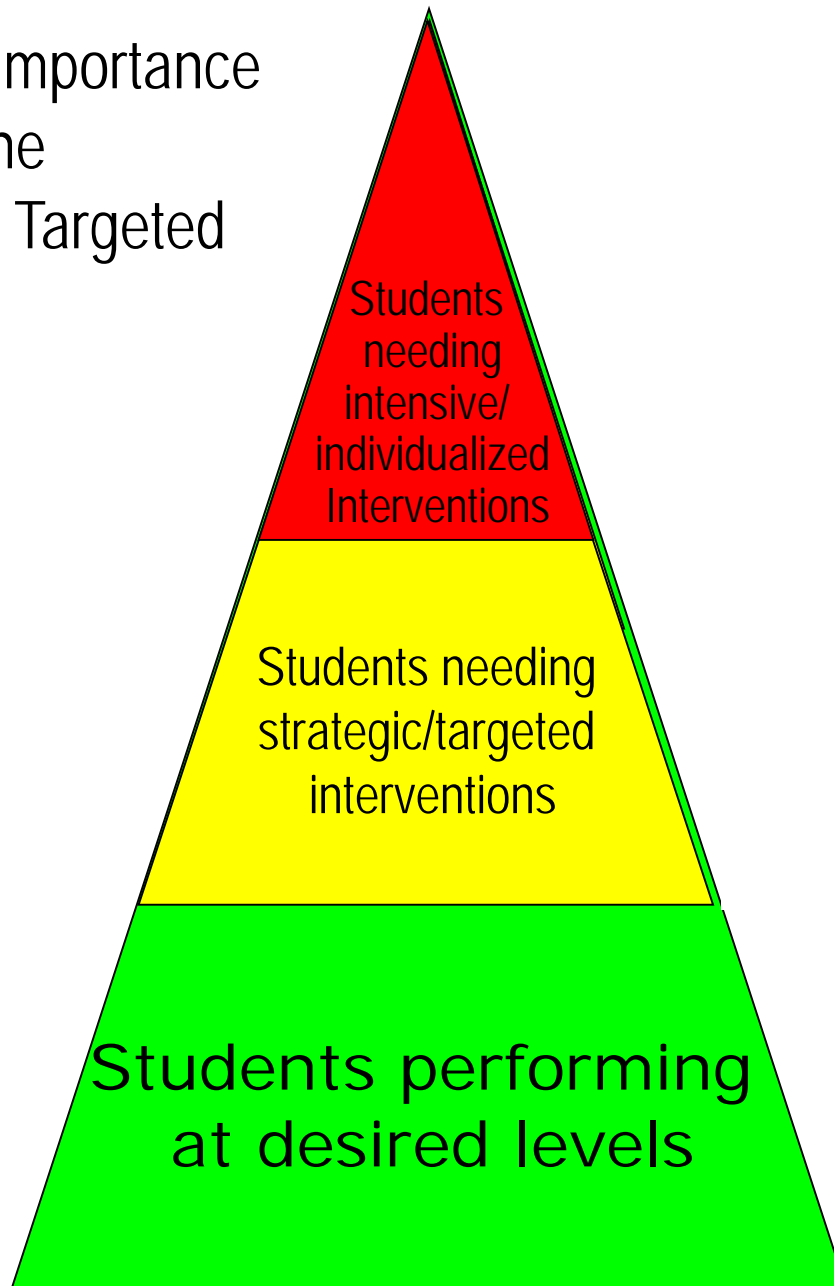 mportance
ne
Targeted
Students
needing
intensive/
individualized
Interventions
Students needing
strategic/targeted
interventions
Students performing
at desired levels